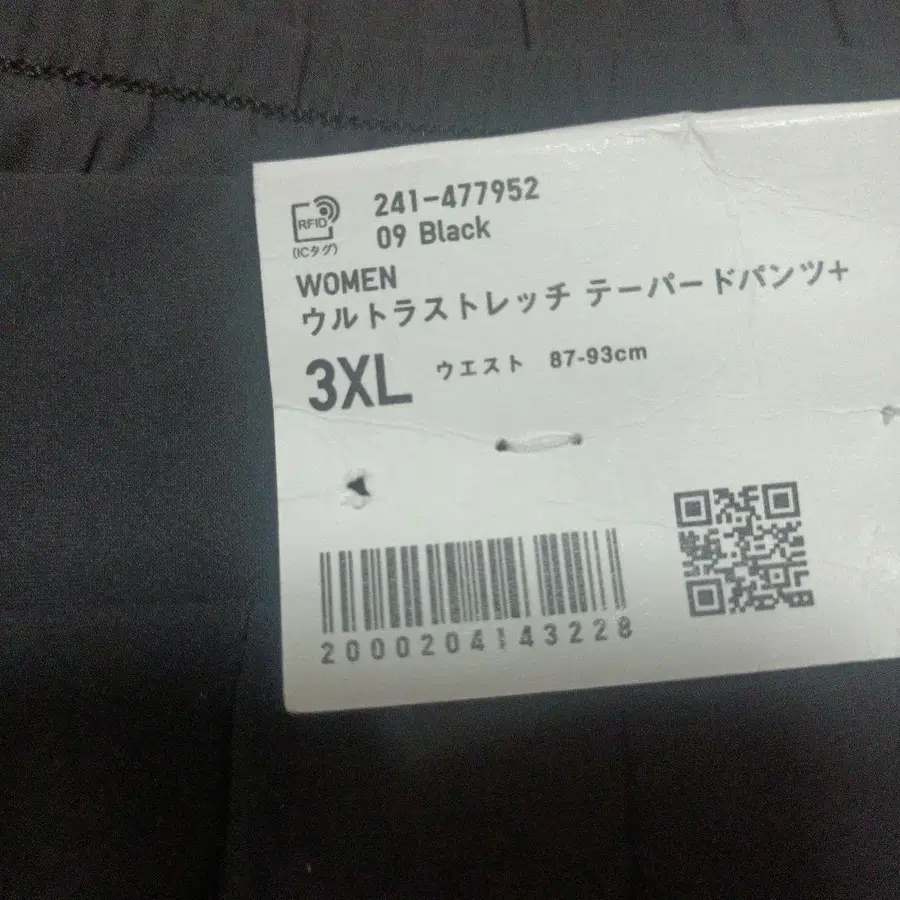 241-477952
09 Black
RFID
(ICタグ)
WOMEN
ウルトラストレッチ テーパードパンツ+
3XL ウエスト 87-93cm
2000204143228